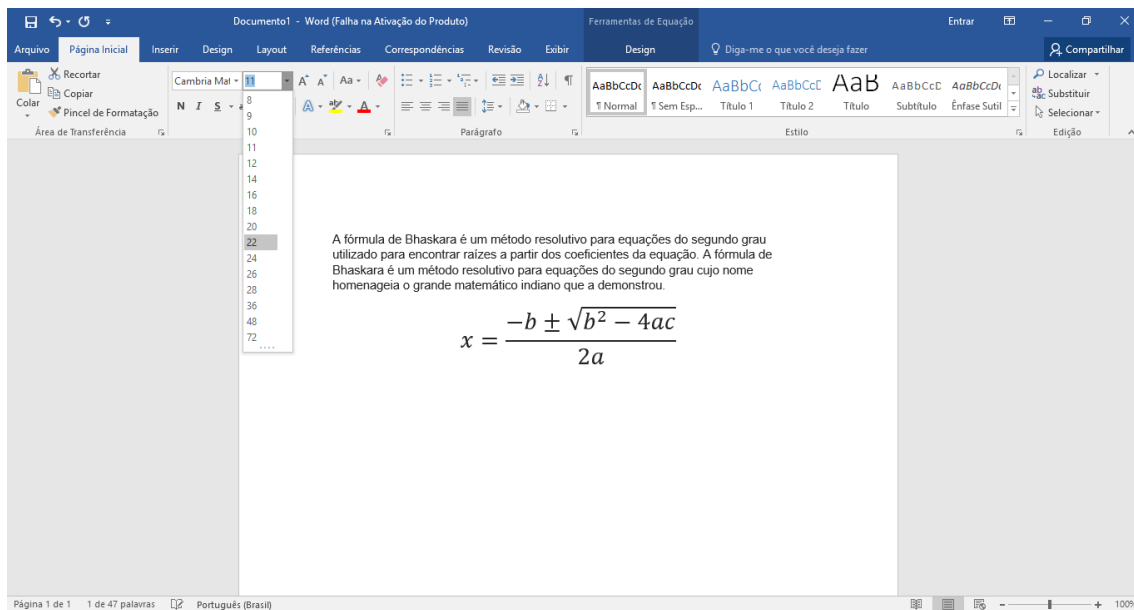 Documento1 - Word (Falha na Ativação do Produto)
Ferramentas de Equação
Entrar
Arquivo Página Inicial Inserir Design Layout Referências Correspondências Revisão Exibir Design Diga-me o que você deseja fazer Compartilhar
Colar
Recortar
Copiar
Pincel de Formatação
Área de Transferência
Cambria Mat 11
N I S
Aa
A
Parágrafo
AaBbCcDc AaBbCcDc AaBbCc AaBbCcC AaB AaBbCcC AaBbCcDc
¶ Normal ¶ Sem Esp... Título 1 Título 2 Título Subtítulo Ênfase Sutil
Estilo
Localizar
Substituir
Selecionar
Edição
8
9
10
11
12
14
16
18
20
22
24
26
28
36
48
72
A fórmula de Bhaskara é um método resolutivo para equações do segundo grau
utilizado para encontrar raízes a partir dos coeficientes da equação. A fórmula de
Bhaskara é um método resolutivo para equações do segundo grau cujo nome
homenageia o grande matemático indiano que a demonstrou.
x = (−b ± √(b² − 4ac)) / 2a
Página 1 de 1 1 de 47 palavras Português (Brasil)
100%